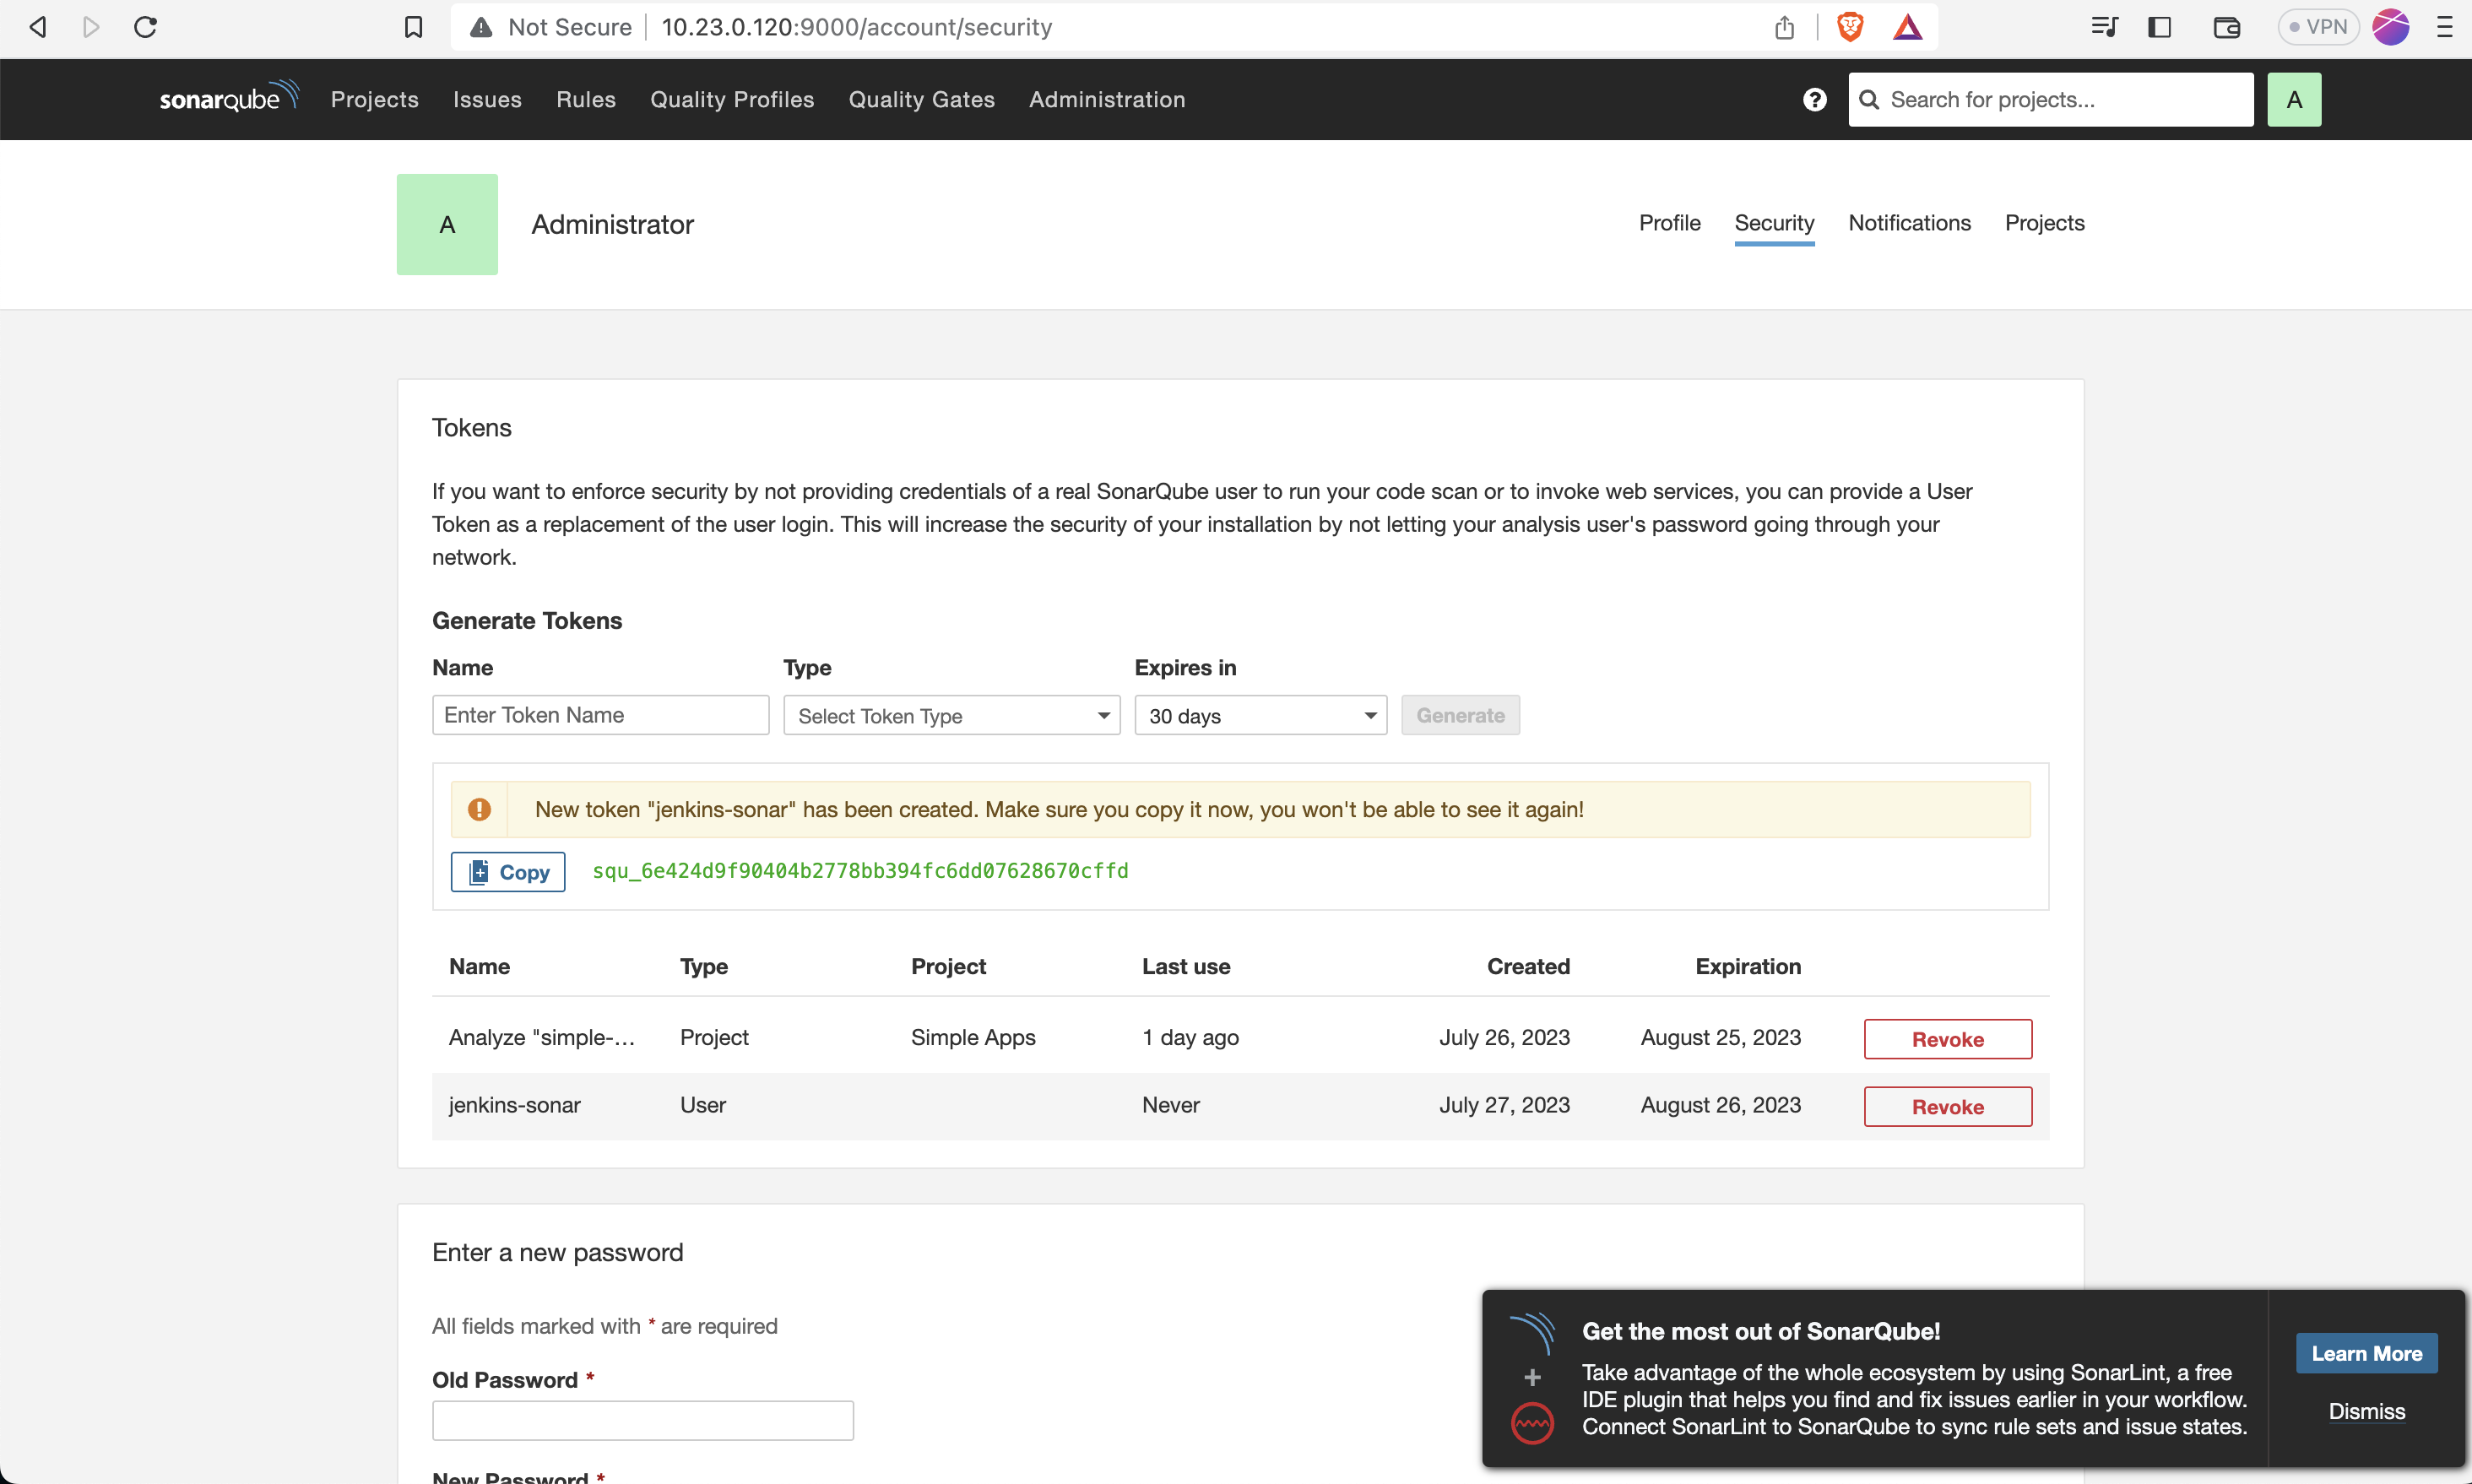 Not Secure 10.23.0.120:9000/account/security VPN
sonarqube Projects Issues Rules Quality Profiles Quality Gates Administration ? Search for projects... A
A Administrator Profile Security Notifications Projects
Tokens
If you want to enforce security by not providing credentials of a real SonarQube user to run your code scan or to invoke web services, you can provide a User
Token as a replacement of the user login. This will increase the security of your installation by not letting your analysis user's password going through your
network.
Generate Tokens
Name Type Expires in
Enter Token Name Select Token Type 30 days Generate
New token "jenkins-sonar" has been created. Make sure you copy it now, you won't be able to see it again!
Copy squ_6e424d9f90404b2778bb394fc6dd07628670cffd
Name Type Project Last use Created Expiration
Analyze "simple-... Project Simple Apps 1 day ago July 26, 2023 August 25, 2023 Revoke
jenkins-sonar User Never July 27, 2023 August 26, 2023 Revoke
Enter a new password
All fields marked with * are required
Old Password *
New Password *
Get the most out of SonarQube!
Take advantage of the whole ecosystem by using SonarLint, a free
IDE plugin that helps you find and fix issues earlier in your workflow.
Connect SonarLint to SonarQube to sync rule sets and issue states.
Learn More
Dismiss